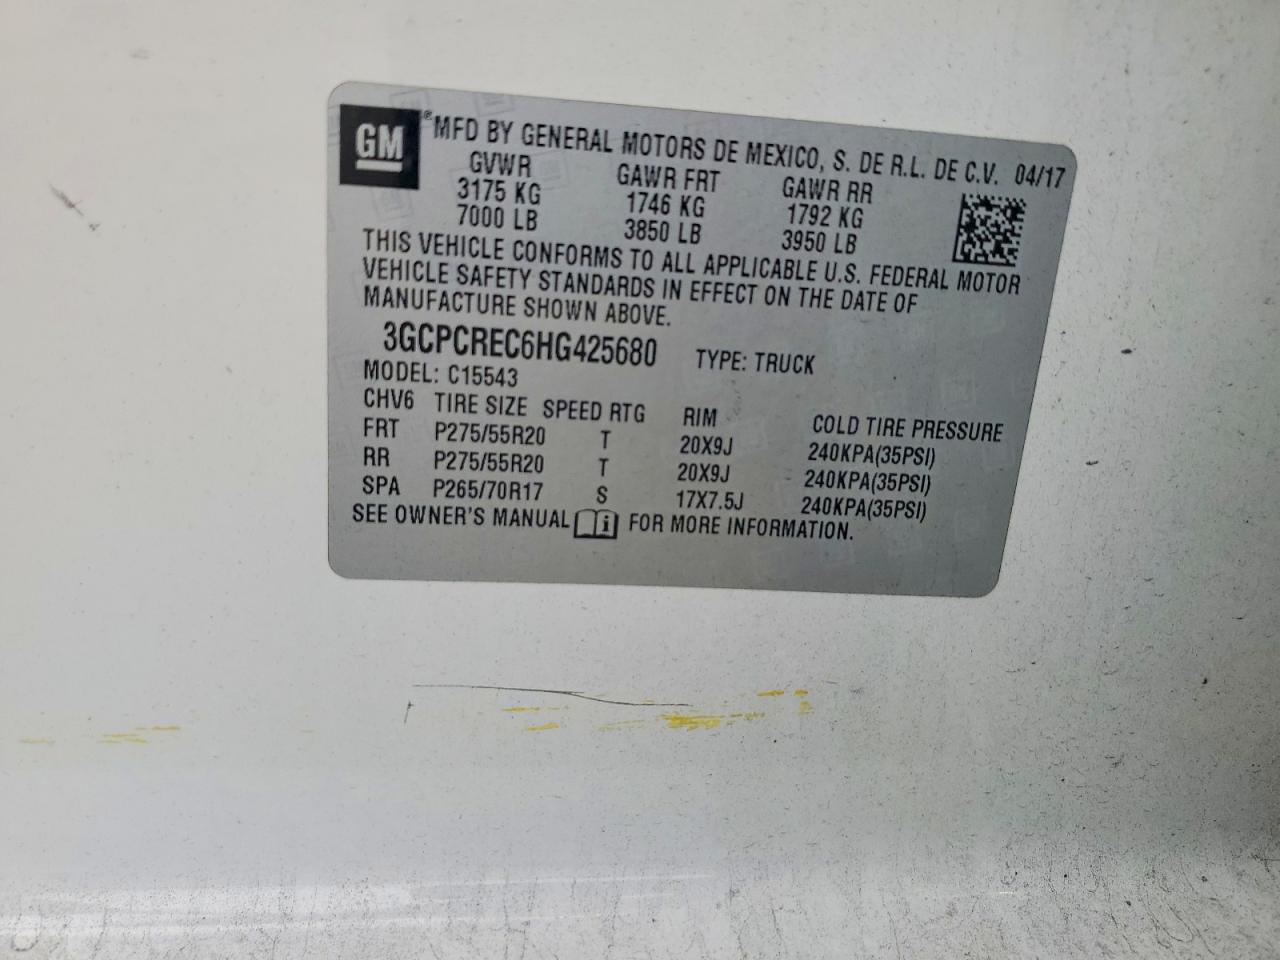 GM ® MFD BY GENERAL MOTORS DE MEXICO, S. DE R.L. DE C.V. 04/17
GVWR GAWR FRT GAWR RR
3175 KG 1746 KG 1792 KG
7000 LB 3850 LB 3950 LB
THIS VEHICLE CONFORMS TO ALL APPLICABLE U.S. FEDERAL MOTOR
VEHICLE SAFETY STANDARDS IN EFFECT ON THE DATE OF
MANUFACTURE SHOWN ABOVE.
3GCPCREC6HG425680 TYPE: TRUCK
MODEL: C15543
CHV6 TIRE SIZE SPEED RTG RIM COLD TIRE PRESSURE
FRT P275/55R20 T 20X9J 240KPA(35PSI)
RR P275/55R20 T 20X9J 240KPA(35PSI)
SPA P265/70R17 S 17X7.5J 240KPA(35PSI)
SEE OWNER'S MANUAL i FOR MORE INFORMATION.